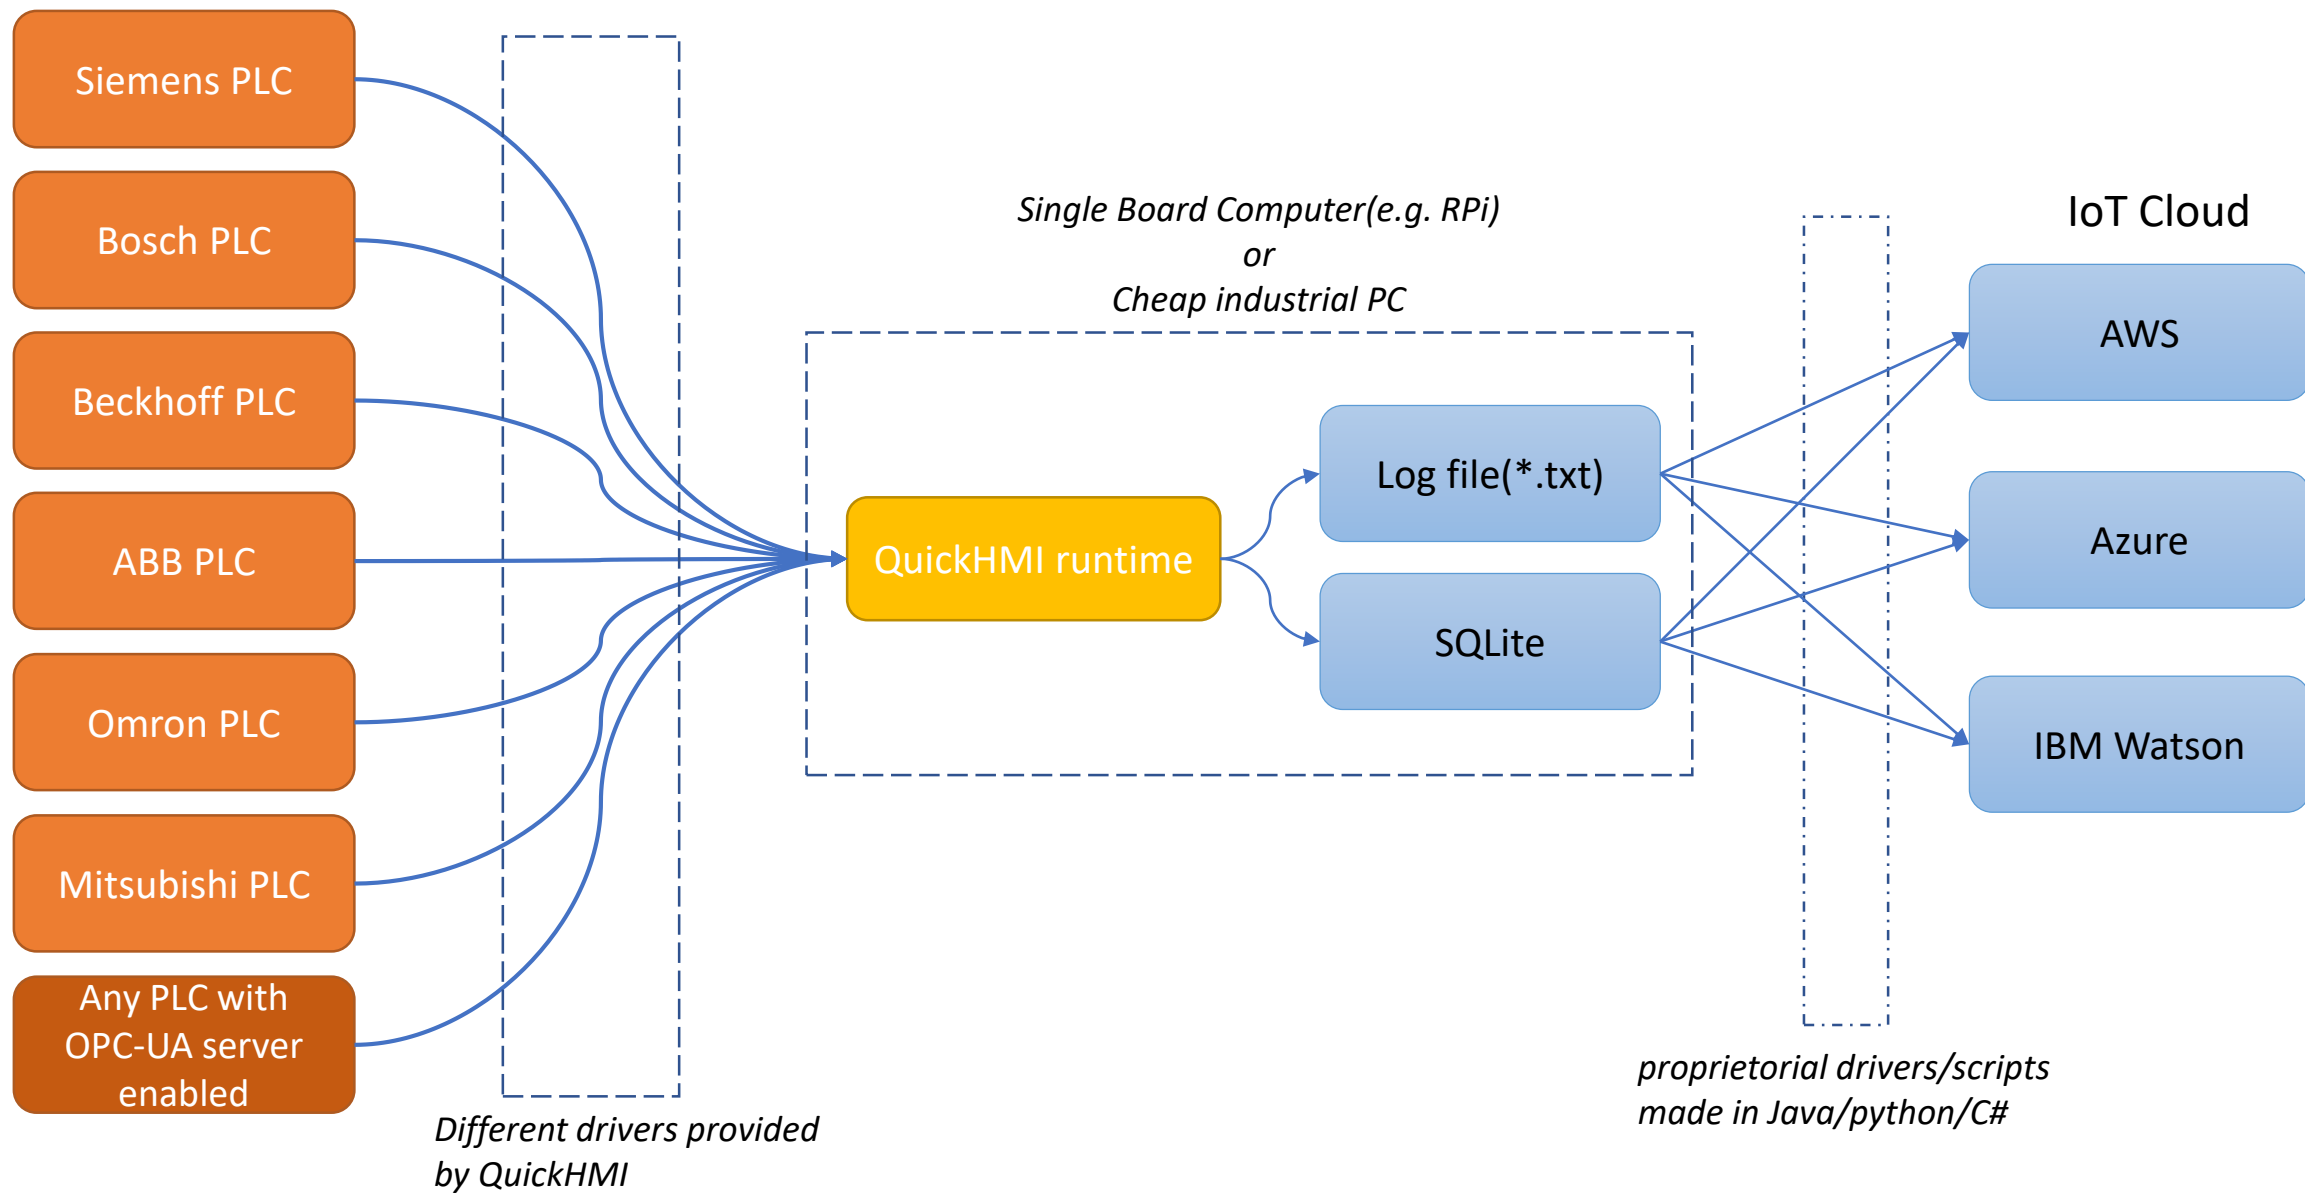 Siemens PLC
Bosch PLC
Beckhoff PLC
ABB PLC
Omron PLC
Mitsubishi PLC
Any PLC with
OPC-UA server
enabled
Different drivers provided
by QuickHMI
Single Board Computer(e.g. RPi)
or
Cheap industrial PC
QuickHMI runtime
Log file(*.txt)
SQLite
proprietorial drivers/scripts
made in Java/python/C#
IoT Cloud
AWS
Azure
IBM Watson